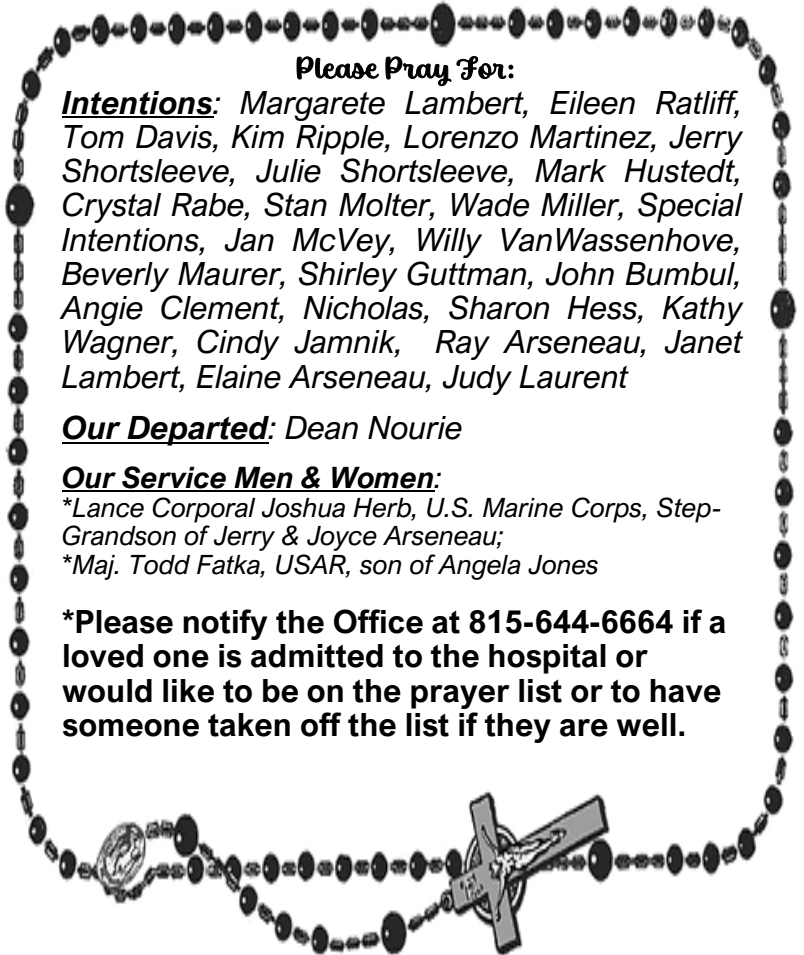 Please Pray For:
Intentions: Margarete Lambert, Eileen Ratliff,
Tom Davis, Kim Ripple, Lorenzo Martinez, Jerry
Shortsleeve, Julie Shortsleeve, Mark Hustedt,
Crystal Rabe, Stan Molter, Wade Miller, Special
Intentions, Jan McVey, Willy VanWassenhove,
Beverly Maurer, Shirley Guttman, John Bumbul,
Angie Clement, Nicholas, Sharon Hess, Kathy
Wagner, Cindy Jamnik, Ray Arseneau, Janet
Lambert, Elaine Arseneau, Judy Laurent
Our Departed: Dean Nourie
Our Service Men & Women:
*Lance Corporal Joshua Herb, U.S. Marine Corps, Step-
Grandson of Jerry & Joyce Arseneau;
*Maj. Todd Fatka, USAR, son of Angela Jones
*Please notify the Office at 815-644-6664 if a
loved one is admitted to the hospital or
would like to be on the prayer list or to have
someone taken off the list if they are well.